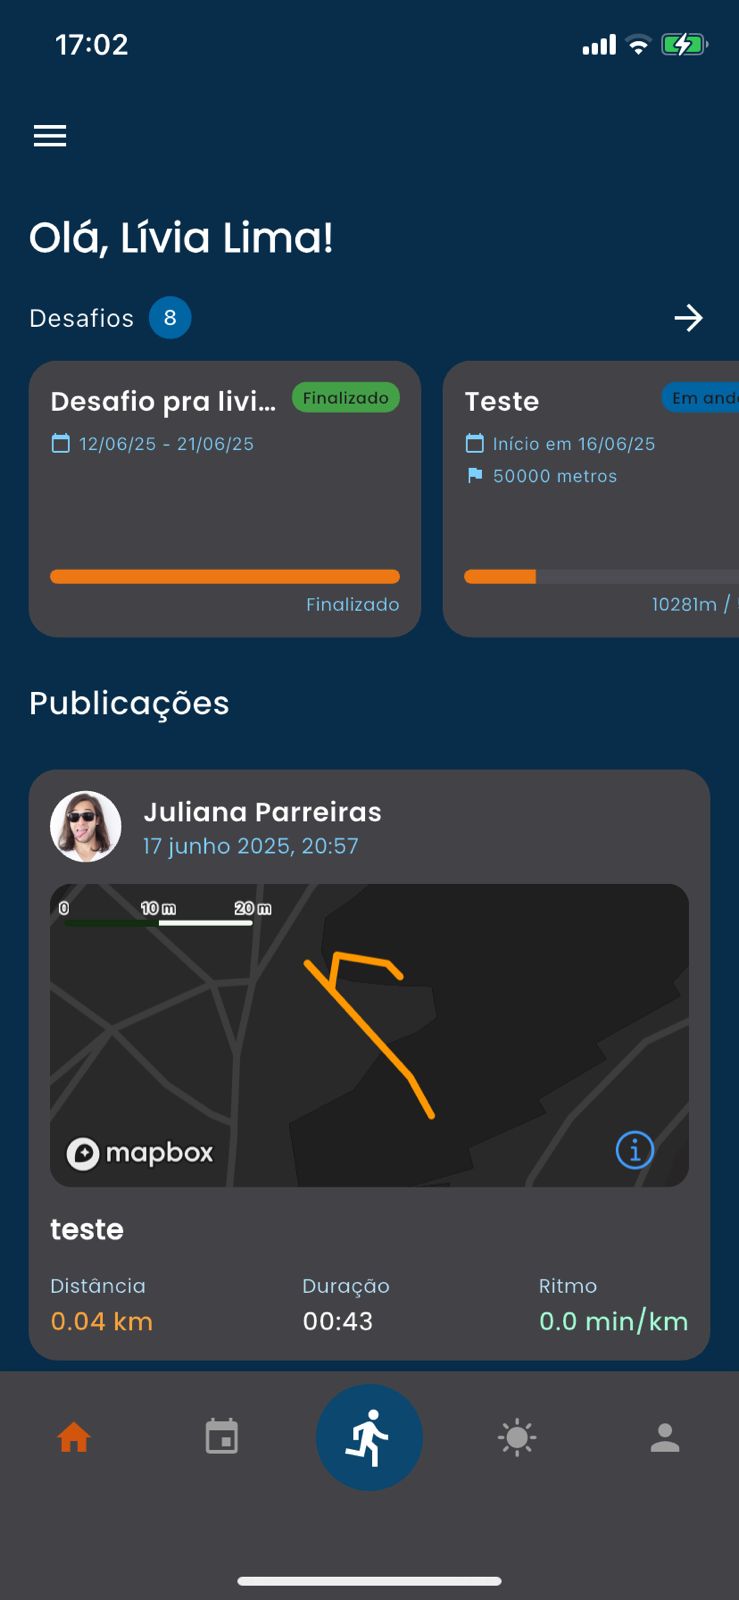 17:02
Olá, Lívia Lima!
Desafios 8
Desafio pra livi... Finalizado
12/06/25 - 21/06/25
Finalizado
Teste Em and
Início em 16/06/25
50000 metros
10281m /
Publicações
Juliana Parreiras
17 junho 2025, 20:57
0 10 m 20 m
mapbox
teste
Distância Duração Ritmo
0.04 km 00:43 0.0 min/km